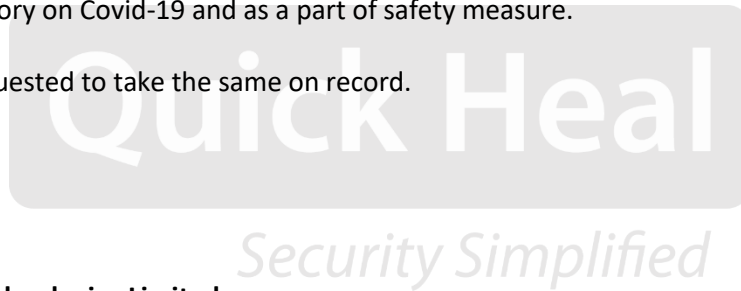 ory on Covid-19 and as a part of safety measure.
uested to take the same on record.
Quick Heal
Security Simplified